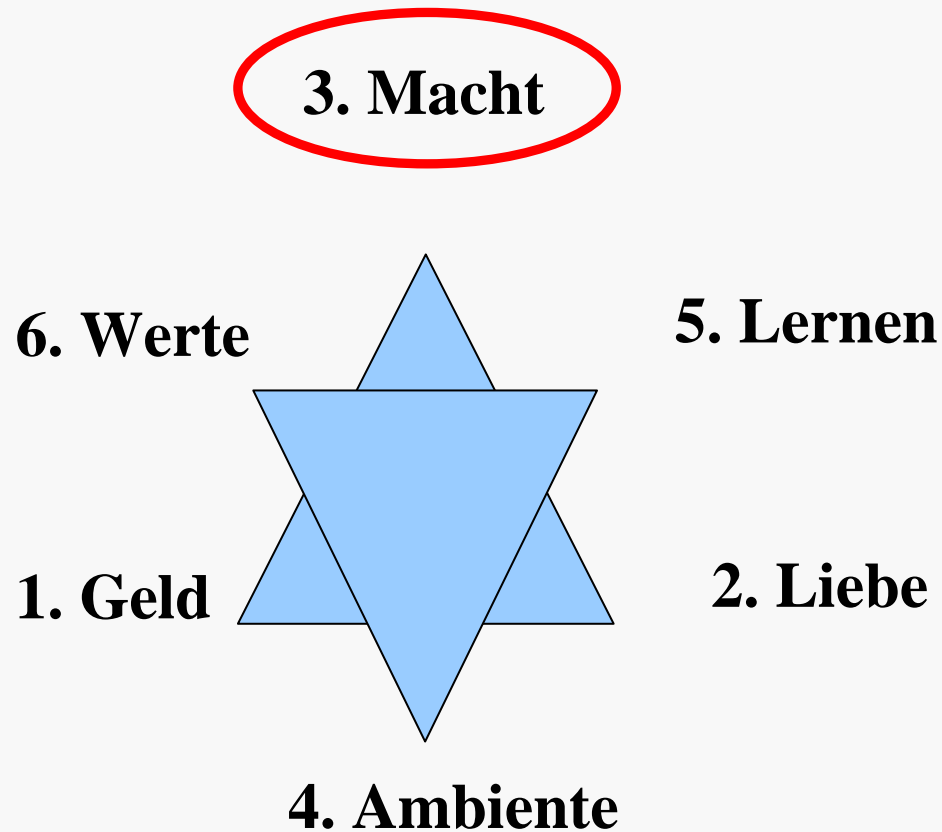 3. Macht
6. Werte
5. Lernen
1. Geld
2. Liebe
4. Ambiente